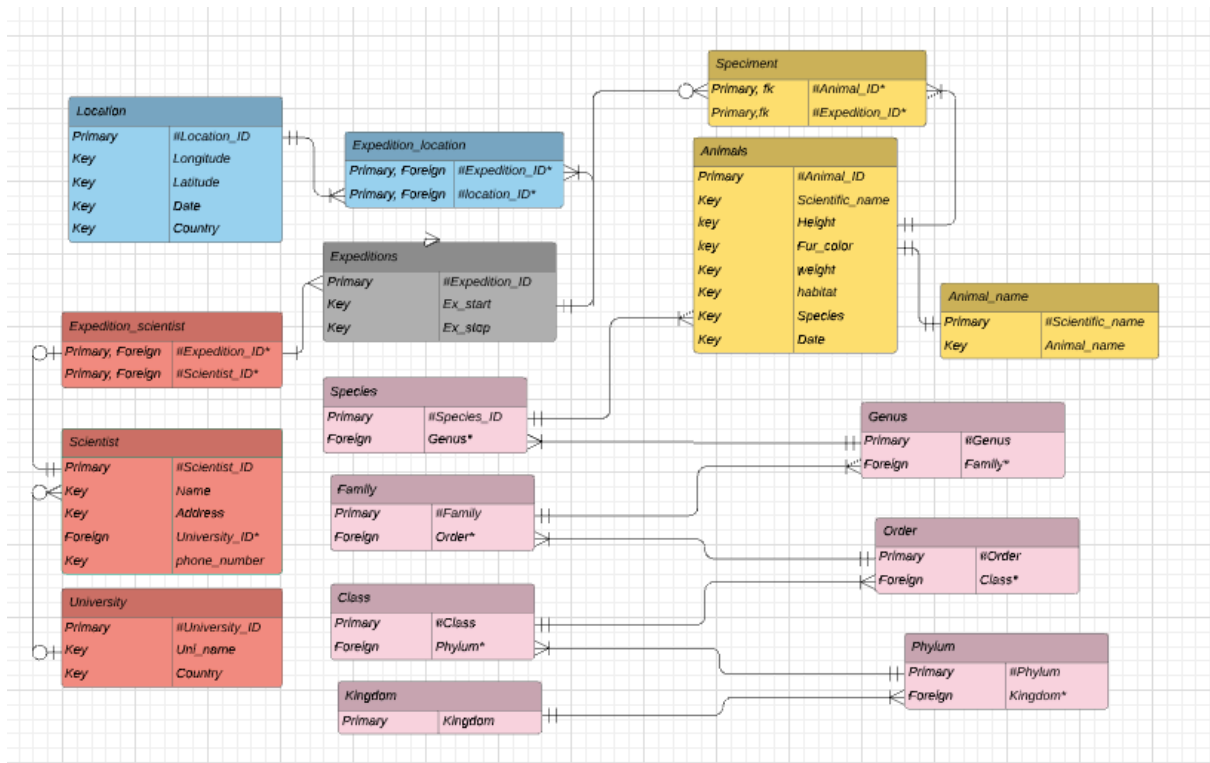 Location
Primary #Location_ID
Key Longitude
Key Latitude
Key Date
Key Country
Expedition_location
Primary, Foreign #Expedition_ID*
Primary, Foreign #location_ID*
Speciment
Primary, fk #Animal_ID*
Primary,fk #Expedition_ID*
Animals
Primary #Animal_ID
Key Scientific_name
key Height
key Fur_color
Key weight
Key habitat
Key Species
Key Date
Expeditions
Primary #Expedition_ID
Key Ex_start
Key Ex_stop
Animal_name
Primary #Scientific_name
Key Animal_name
Expedition_scientist
Primary, Foreign #Expedition_ID*
Primary, Foreign #Scientist_ID*
Species
Primary #Species_ID
Foreign Genus*
Genus
Primary #Genus
Foreign Family*
Scientist
Primary #Scientist_ID
Key Name
Key Address
Foreign University_ID*
Key phone_number
Family
Primary #Family
Foreign Order*
Order
Primary #Order
Foreign Class*
University
Primary #University_ID
Key Uni_name
Key Country
Class
Primary #Class
Foreign Phylum*
Phylum
Primary #Phylum
Foreign Kingdom*
Kingdom
Primary Kingdom